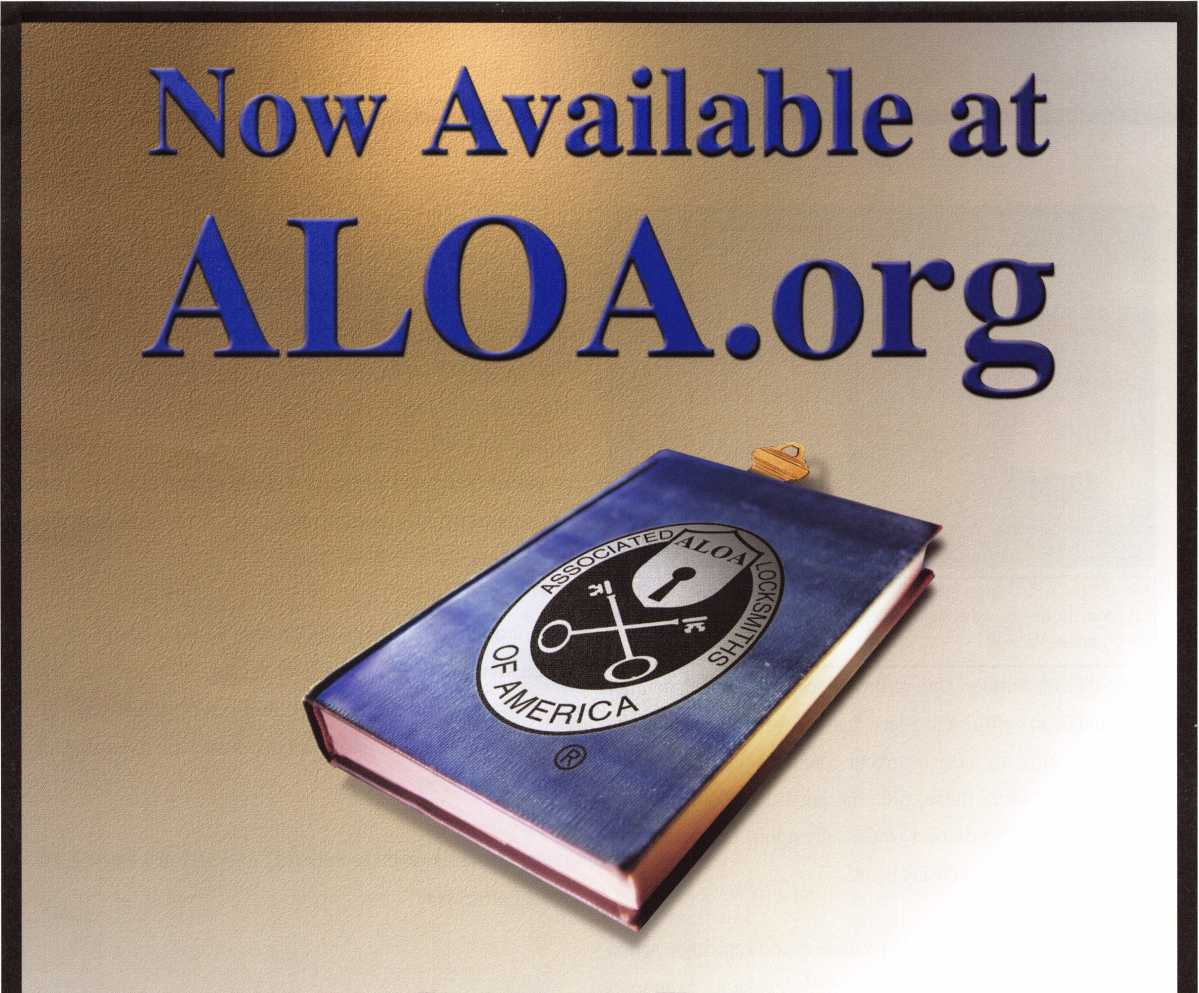 Now Available at
ALOA.org
ALOA
ASSOCIATED
LOCKSMITHS
OF AMERICA
®